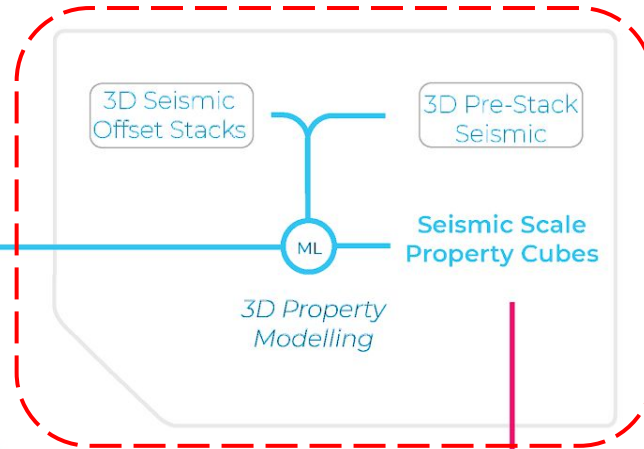 3D Seismic
Offset Stacks
3D Pre-Stack
Seismic
ML
Seismic Scale
Property Cubes
3D Property
Modelling